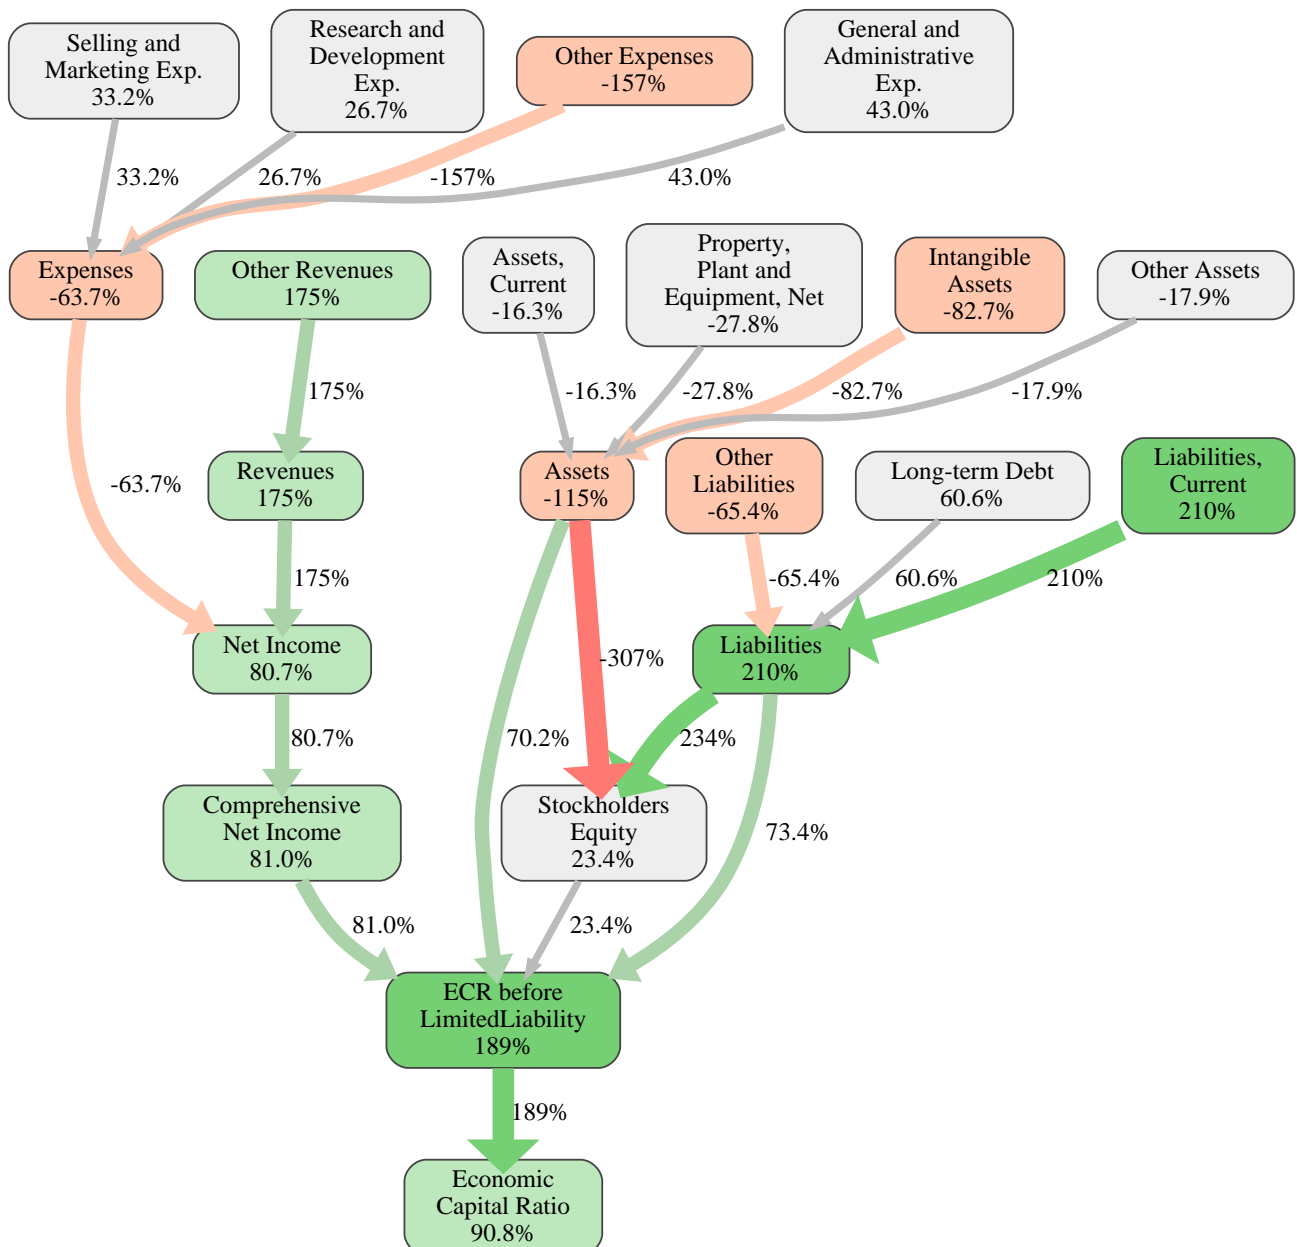 Selling and
Marketing Exp.
33.2%
Research and
Development
Exp.
26.7%
Other Expenses
-157%
General and
Administrative
Exp.
43.0%
33.2%
26.7%
-157%
43.0%
Expenses
-63.7%
Other Revenues
175%
Assets,
Current
-16.3%
Property,
Plant and
Equipment, Net
-27.8%
Intangible
Assets
-82.7%
Other Assets
-17.9%
175%
-16.3%
-27.8%
-82.7%
-17.9%
Revenues
175%
Assets
-115%
Other
Liabilities
-65.4%
Long-term Debt
60.6%
Liabilities,
Current
210%
-63.7%
175%
-65.4%
60.6%
210%
Net Income
80.7%
-307%
Liabilities
210%
80.7%
70.2%
234%
Comprehensive
Net Income
81.0%
Stockholders
Equity
23.4%
73.4%
81.0%
23.4%
ECR before
LimitedLiability
189%
189%
Economic
Capital Ratio
90.8%